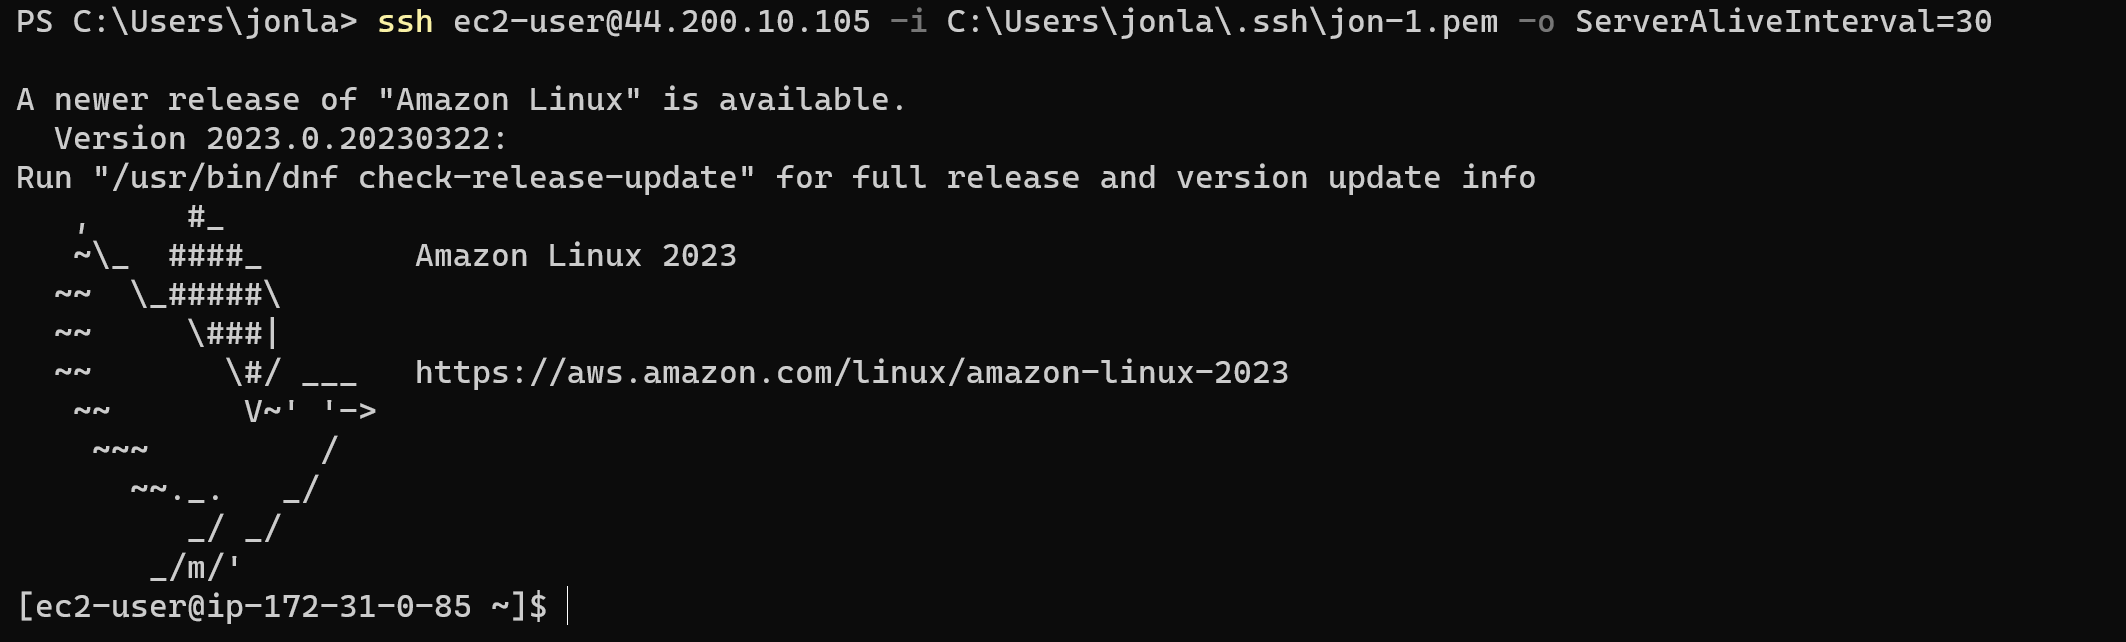 PS C:\Users\jonla> ssh ec2-user@44.200.10.105 -i C:\Users\jonla\.ssh\jon-1.pem -o ServerAliveInterval=30

A newer release of "Amazon Linux" is available.
  Version 2023.0.20230322:
Run "/usr/bin/dnf check-release-update" for full release and version update info
   ,     #_
   ~\_  ####_        Amazon Linux 2023
  ~~  \_#####\
  ~~     \###|
  ~~       \#/ ___   https://aws.amazon.com/linux/amazon-linux-2023
   ~~       V~' '->
    ~~~         /
      ~~._.   _/
         _/ _/
       _/m/'
[ec2-user@ip-172-31-0-85 ~]$